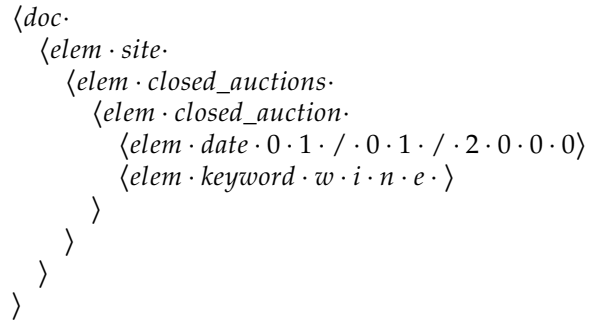 ⟨doc·
⟨elem · site·
⟨elem · closed_auctions·
⟨elem · closed_auction·
⟨elem · date · 0 · 1 · / · 0 · 1 · / · 2 · 0 · 0 · 0⟩
⟨elem · keyword · w · i · n · e · ⟩
⟩
⟩
⟩
⟩